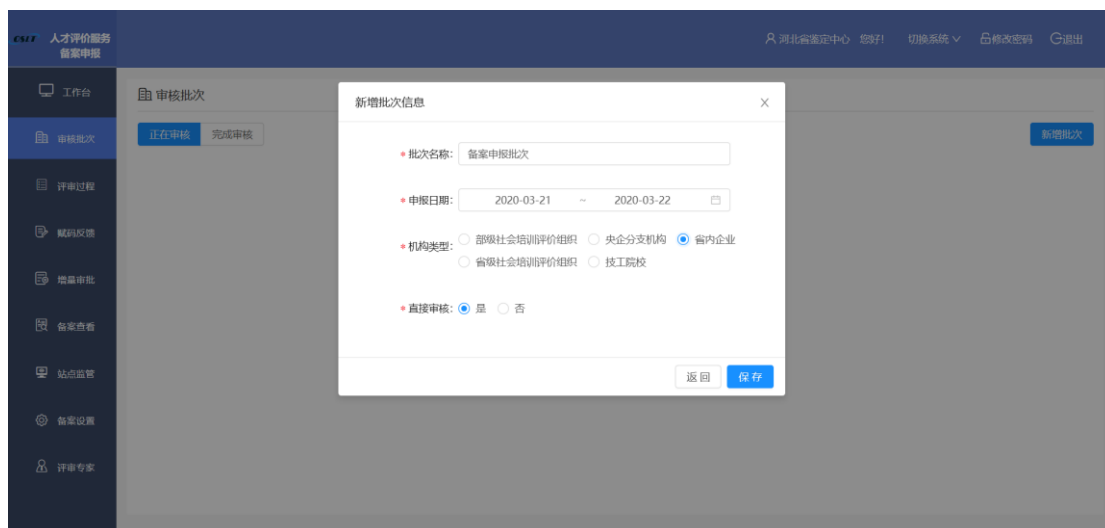 CSIT 人才评价服务
备案申报
河北省鉴定中心 您好! 切换系统 修改密码 退出
工作台
审核批次
评审过程
赋码反馈
增量审批
备案查看
站点监管
备案设置
评审专家
审核批次
正在审核 完成审核
新增批次
新增批次信息
* 批次名称: 备案申报批次
* 申报日期: 2020-03-21 ~ 2020-03-22
* 机构类型: 部级社会培训评价组织 央企分支机构 省内企业
省级社会培训评价组织 技工院校
* 直接审核: 是 否
返回 保存